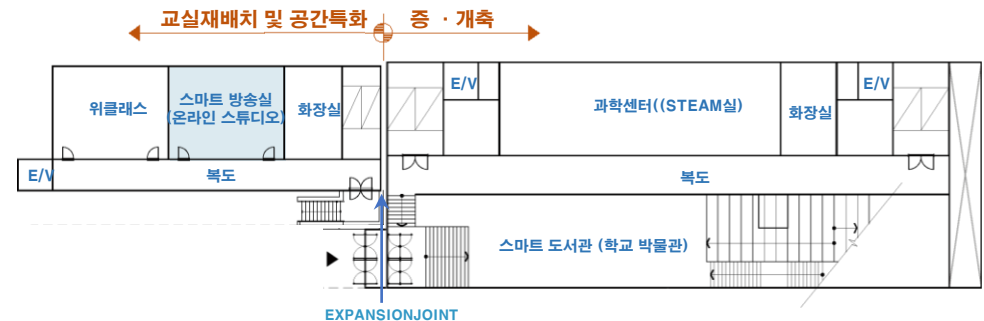 교실재배치 및 공간특화
증 · 개축
위클래스
스마트 방송실
(온라인 스튜디오)
화장실
E/V
과학센터((STEAM실)
화장실
E/V
E/V
복도
복도
스마트 도서관 (학교 박물관)
EXPANSIONJOINT